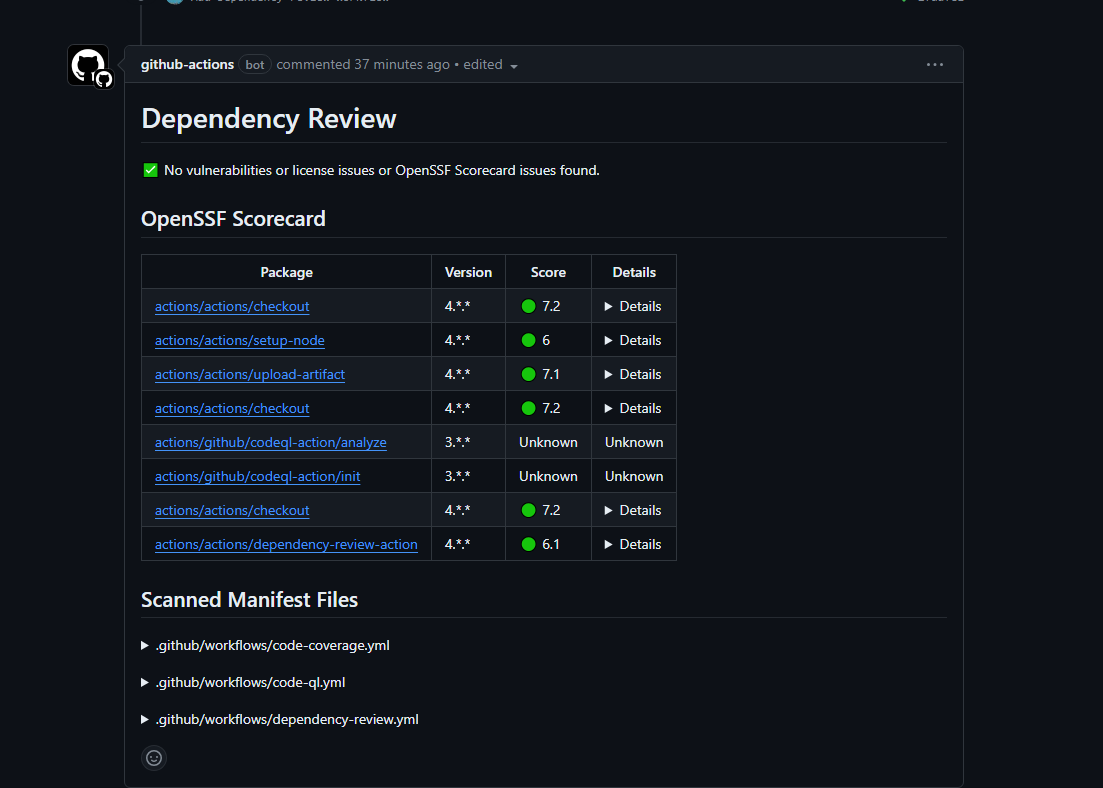 github-actions bot commented 37 minutes ago • edited
Dependency Review
No vulnerabilities or license issues or OpenSSF Scorecard issues found.
OpenSSF Scorecard
Package Version Score Details
actions/actions/checkout 4.*.* 7.2 Details
actions/actions/setup-node 4.*.* 6 Details
actions/actions/upload-artifact 4.*.* 7.1 Details
actions/actions/checkout 4.*.* 7.2 Details
actions/github/codeql-action/analyze 3.*.* Unknown Unknown
actions/github/codeql-action/init 3.*.* Unknown Unknown
actions/actions/checkout 4.*.* 7.2 Details
actions/actions/dependency-review-action 4.*.* 6.1 Details
Scanned Manifest Files
.github/workflows/code-coverage.yml
.github/workflows/code-ql.yml
.github/workflows/dependency-review.yml